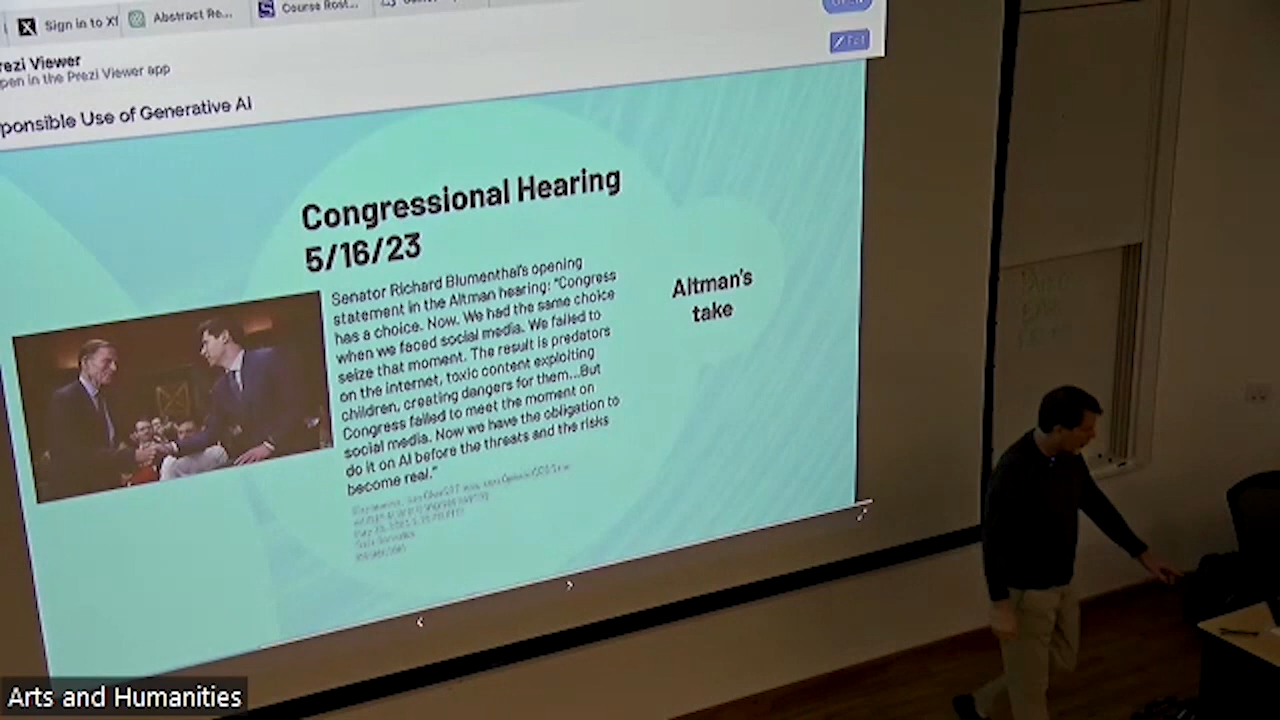 Sign in to Xf
Abstract Re...
Course Rost...
rezi Viewer
pen in the Prezi Viewer app
ponsible Use of Generative AI
Congressional Hearing
5/16/23
Senator Richard Blumenthal's opening
statement in the Altman hearing: "Congress
has a choice. Now. We had the same choice
when we faced social media. We failed to
seize that moment. The result is predators
on the internet, toxic content exploiting
children, creating dangers for them...But
Congress failed to meet the moment on
social media. Now we have the obligation to
do it on AI before the threats and the risks
become real."
Altman's
take
Arts and Humanities